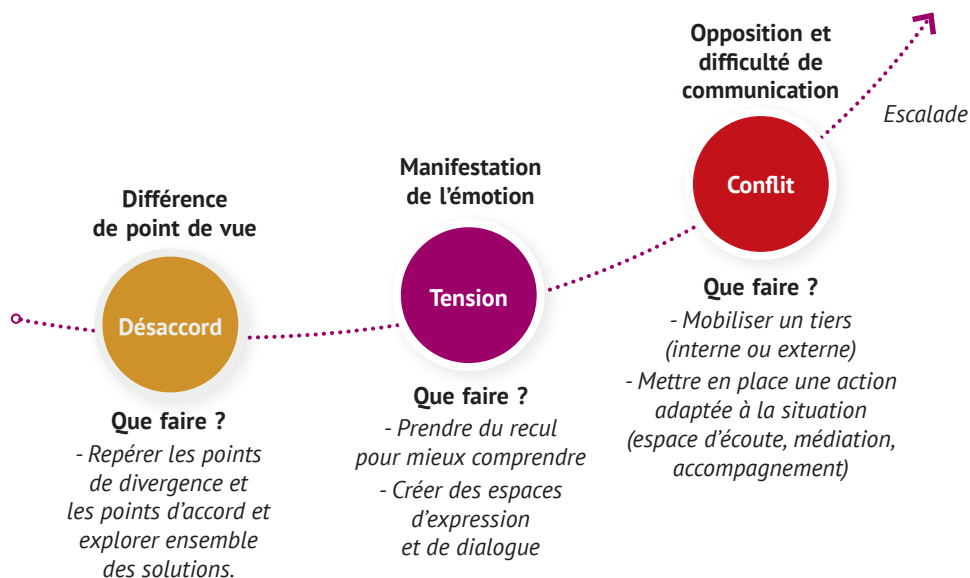 Différence
de point de vue
Désaccord
Que faire ?
- Repérer les points
de divergence et
les points d’accord et
explorer ensemble
des solutions.
Manifestation
de l’émotion
Tension
Que faire ?
- Prendre du recul
pour mieux comprendre
- Créer des espaces
d’expression
et de dialogue
Opposition et
difficulté de
communication
Conflit
Que faire ?
- Mobiliser un tiers
(interne ou externe)
- Mettre en place une action
adaptée à la situation
(espace d’écoute, médiation,
accompagnement)
Escalade